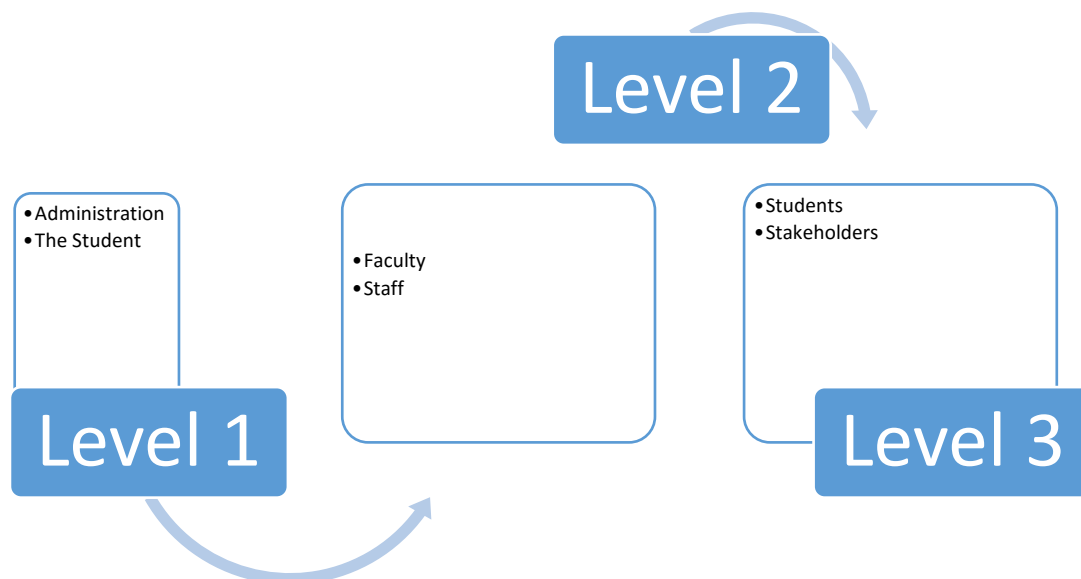 Level 2
•Administration
•The Student
Level 1
•Faculty
•Staff
•Students
•Stakeholders
Level 3